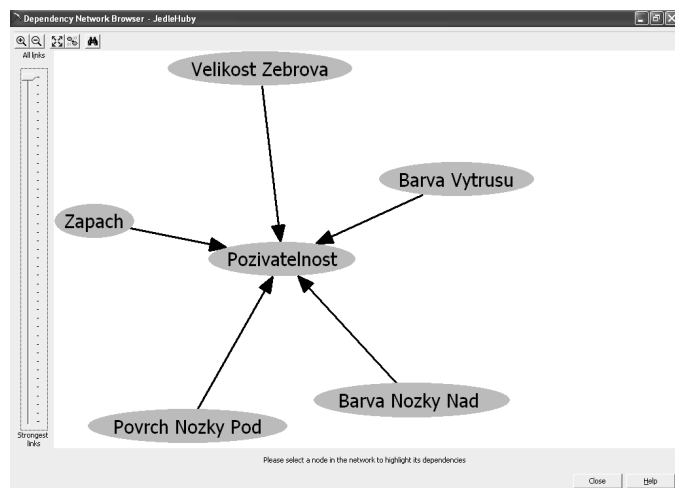 Dependency Network Browser - JedleHuby
All links
Velikost Zebrova
Barva Vytrusu
Zapach
Pozivatelnost
Barva Nozky Nad
Povrch Nozky Pod
Strongest
links
Please select a node in the network to highlight its dependencies
Close
Help